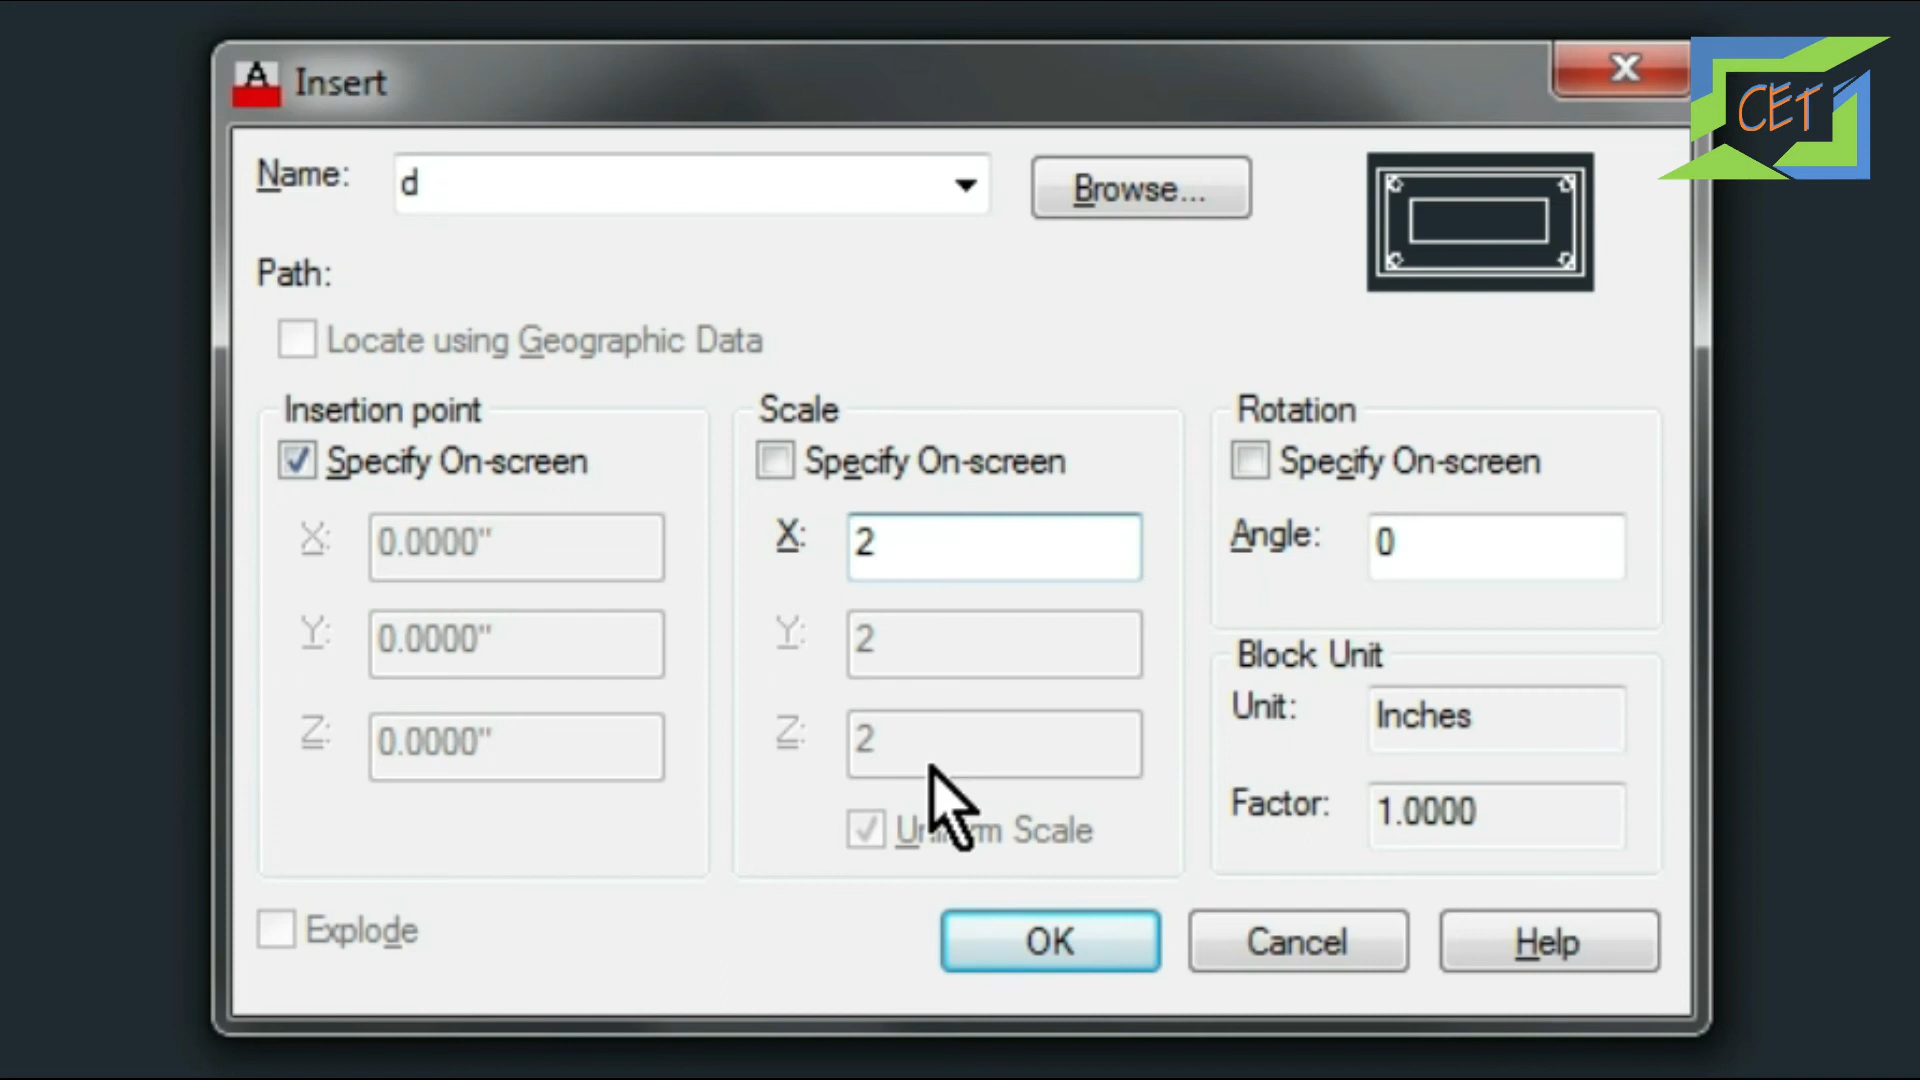 Insert
CET
Name: d Browse...
Path:
Locate using Geographic Data
Insertion point
Specify On-screen
X: 0.0000"
Y: 0.0000"
Z: 0.0000"
Scale
Specify On-screen
X: 2
Y: 2
Z: 2
Scale
Rotation
Specify On-screen
Angle: 0
Block Unit
Unit: Inches
Factor: 1.0000
Explode
OK Cancel Help